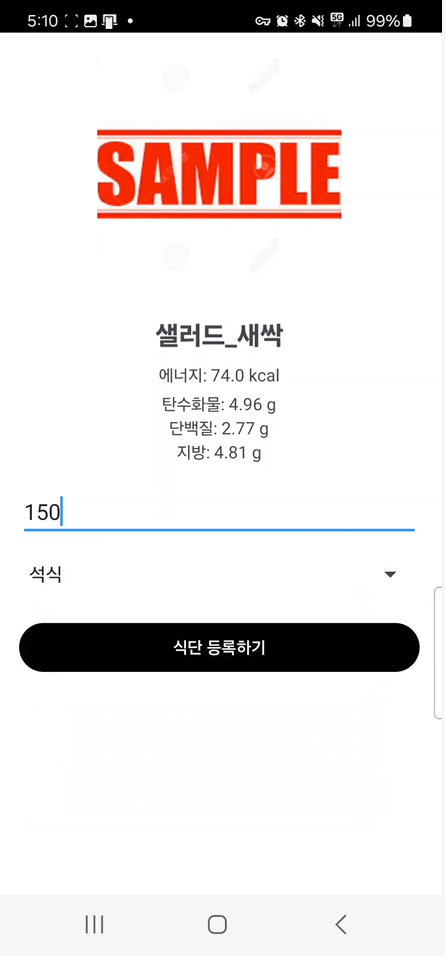 5:10
5G
99%
SAMPLE
샐러드_새싹
에너지: 74.0 kcal
탄수화물: 4.96 g
단백질: 2.77 g
지방: 4.81 g
150
석식
식단 등록하기